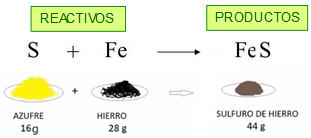 REACTIVOS PRODUCTOS
S + Fe → FeS
+
AZUFRE HIERRO SULFURO DE HIERRO
16g 28 g 44 g